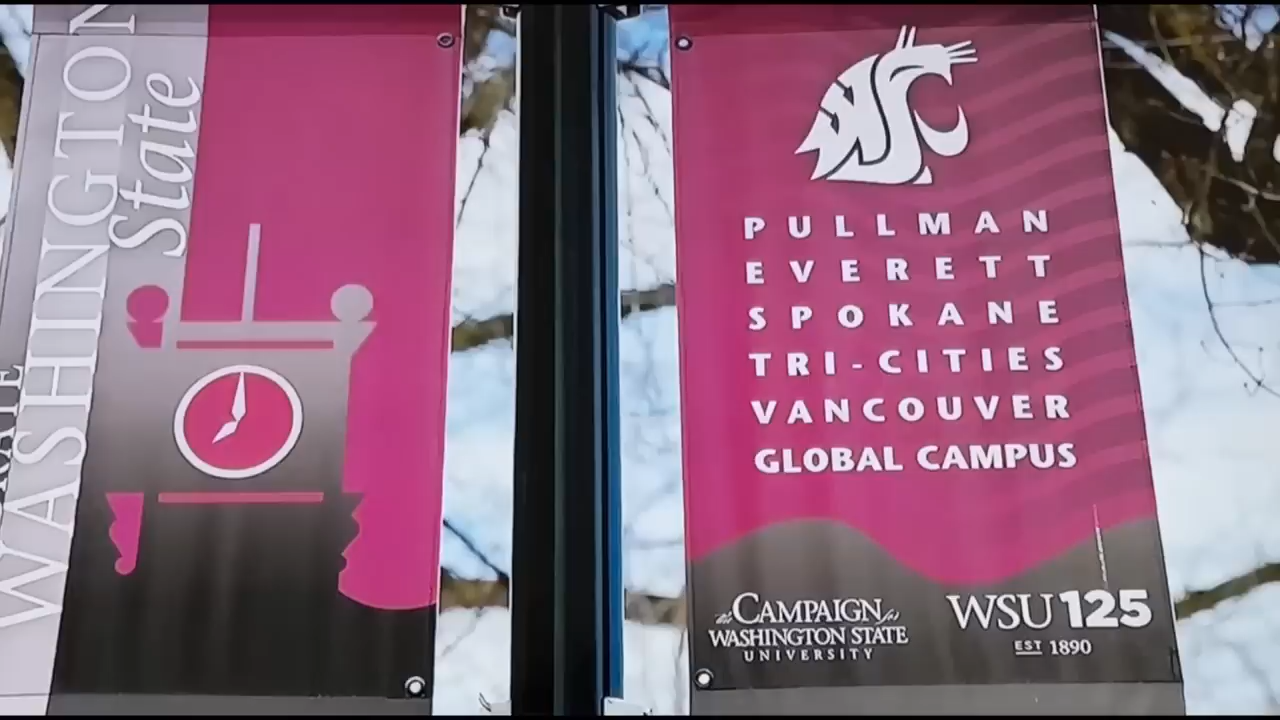 WASHINGTON
State
PULLMAN
EVERETT
SPOKANE
TRI-CITIES
VANCOUVER
GLOBAL CAMPUS
the CAMPAIGN for
WASHINGTON STATE
UNIVERSITY
WSU 125
EST 1890